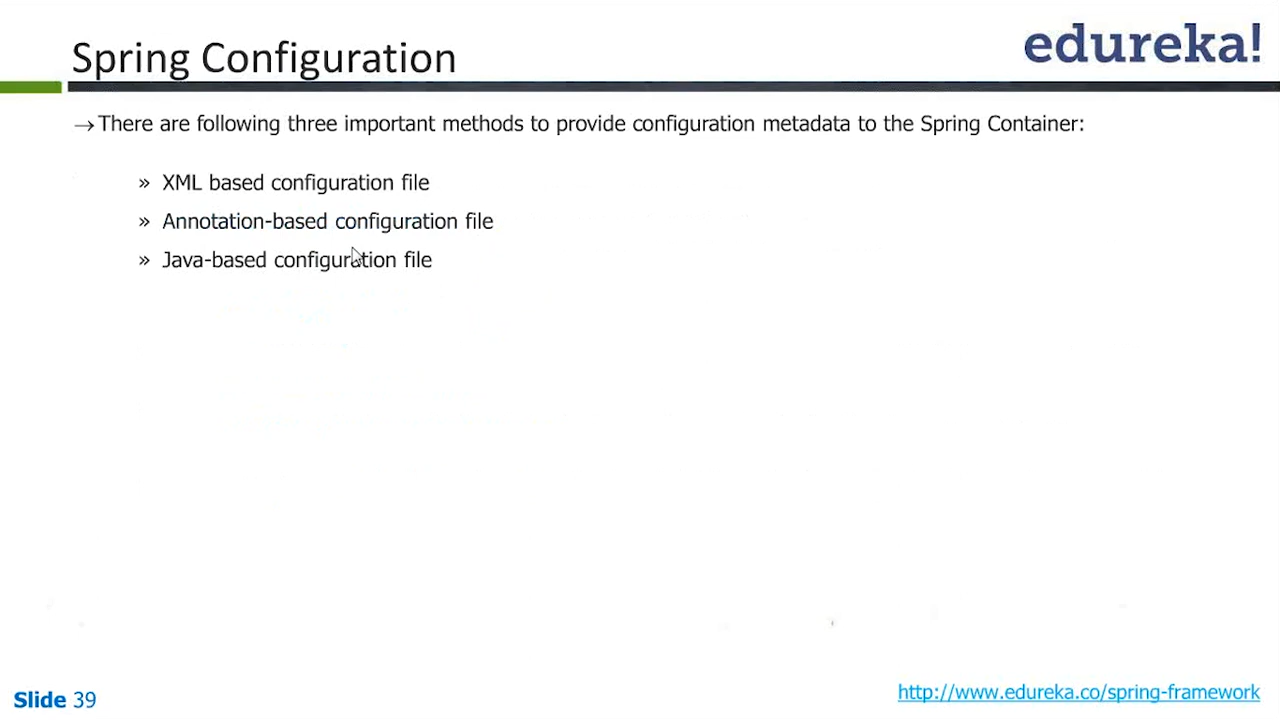 Spring Configuration
edureka!
→There are following three important methods to provide configuration metadata to the Spring Container:
» XML based configuration file
» Annotation-based configuration file
» Java-based configuration file
Slide 39
http://www.edureka.co/spring-framework